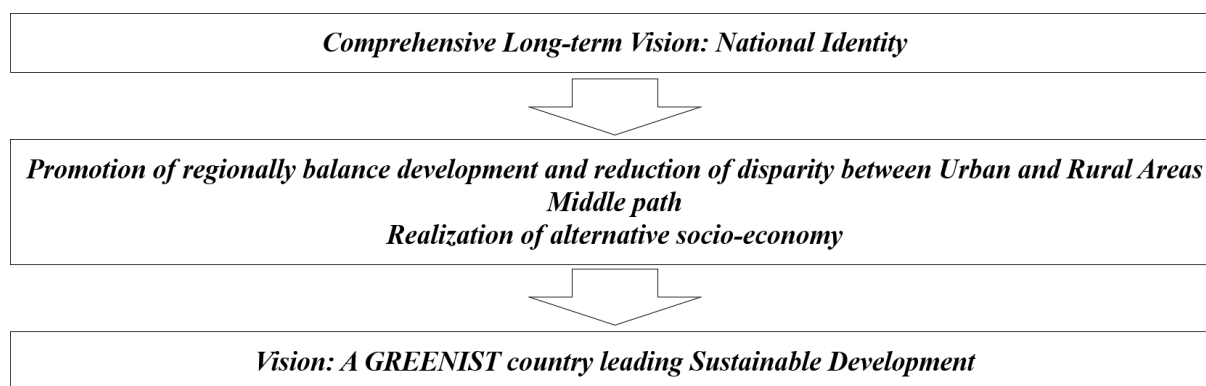 Comprehensive Long-term Vision: National Identity
Promotion of regionally balance development and reduction of disparity between Urban and Rural Areas
Middle path
Realization of alternative socio-economy
Vision: A GREENIST country leading Sustainable Development